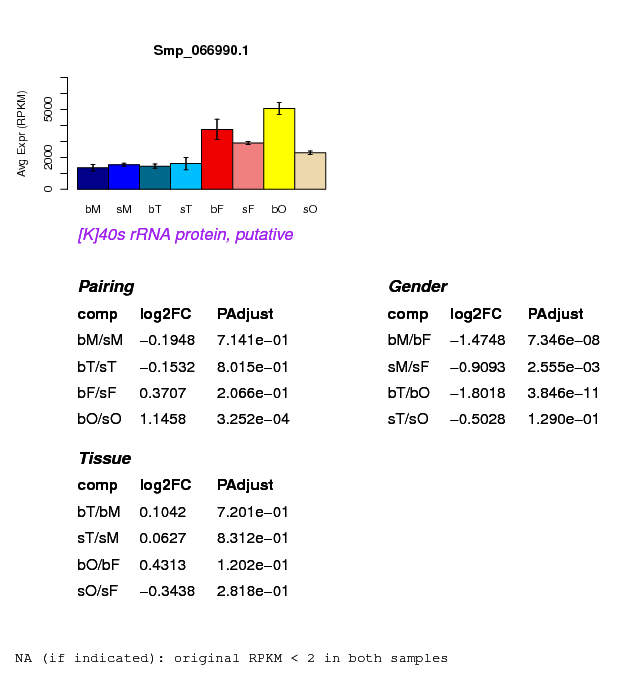 Smp_066990.1
Avg Expr (RPKM)
0 2000 5000
bM sM bT sT bF sF bO sO
[K]40s rRNA protein, putative
Pairing
comp log2FC PAdjust
bM/sM −0.1948 7.141e−01
bT/sT −0.1532 8.015e−01
bF/sF 0.3707 2.066e−01
bO/sO 1.1458 3.252e−04
Gender
comp log2FC PAdjust
bM/bF −1.4748 7.346e−08
sM/sF −0.9093 2.555e−03
bT/bO −1.8018 3.846e−11
sT/sO −0.5028 1.290e−01
Tissue
comp log2FC PAdjust
bT/bM 0.1042 7.201e−01
sT/sM 0.0627 8.312e−01
bO/bF 0.4313 1.202e−01
sO/sF −0.3438 2.818e−01
NA (if indicated): original RPKM < 2 in both samples